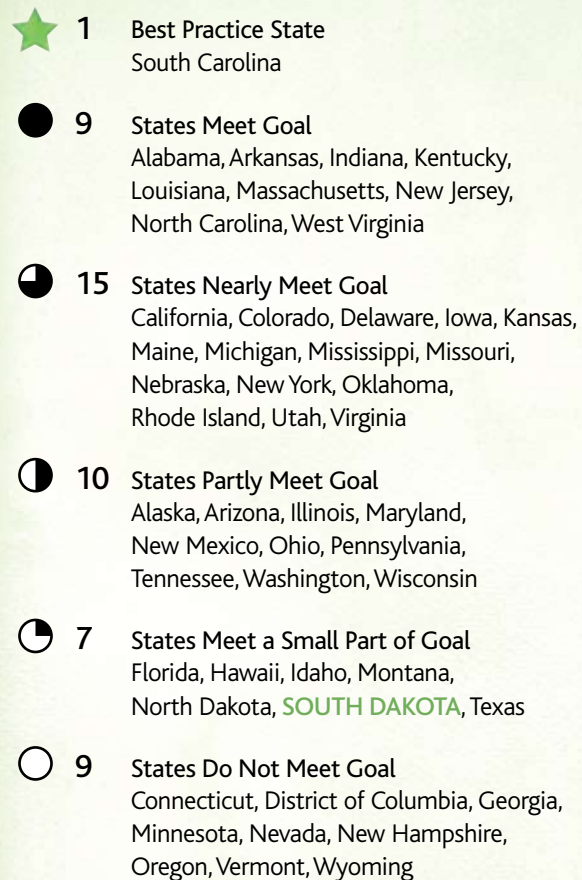 1 Best Practice State
South Carolina
9 States Meet Goal
Alabama, Arkansas, Indiana, Kentucky,
Louisiana, Massachusetts, New Jersey,
North Carolina, West Virginia
15 States Nearly Meet Goal
California, Colorado, Delaware, Iowa, Kansas,
Maine, Michigan, Mississippi, Missouri,
Nebraska, New York, Oklahoma,
Rhode Island, Utah, Virginia
10 States Partly Meet Goal
Alaska, Arizona, Illinois, Maryland,
New Mexico, Ohio, Pennsylvania,
Tennessee, Washington, Wisconsin
7 States Meet a Small Part of Goal
Florida, Hawaii, Idaho, Montana,
North Dakota, SOUTH DAKOTA, Texas
9 States Do Not Meet Goal
Connecticut, District of Columbia, Georgia,
Minnesota, Nevada, New Hampshire,
Oregon, Vermont, Wyoming